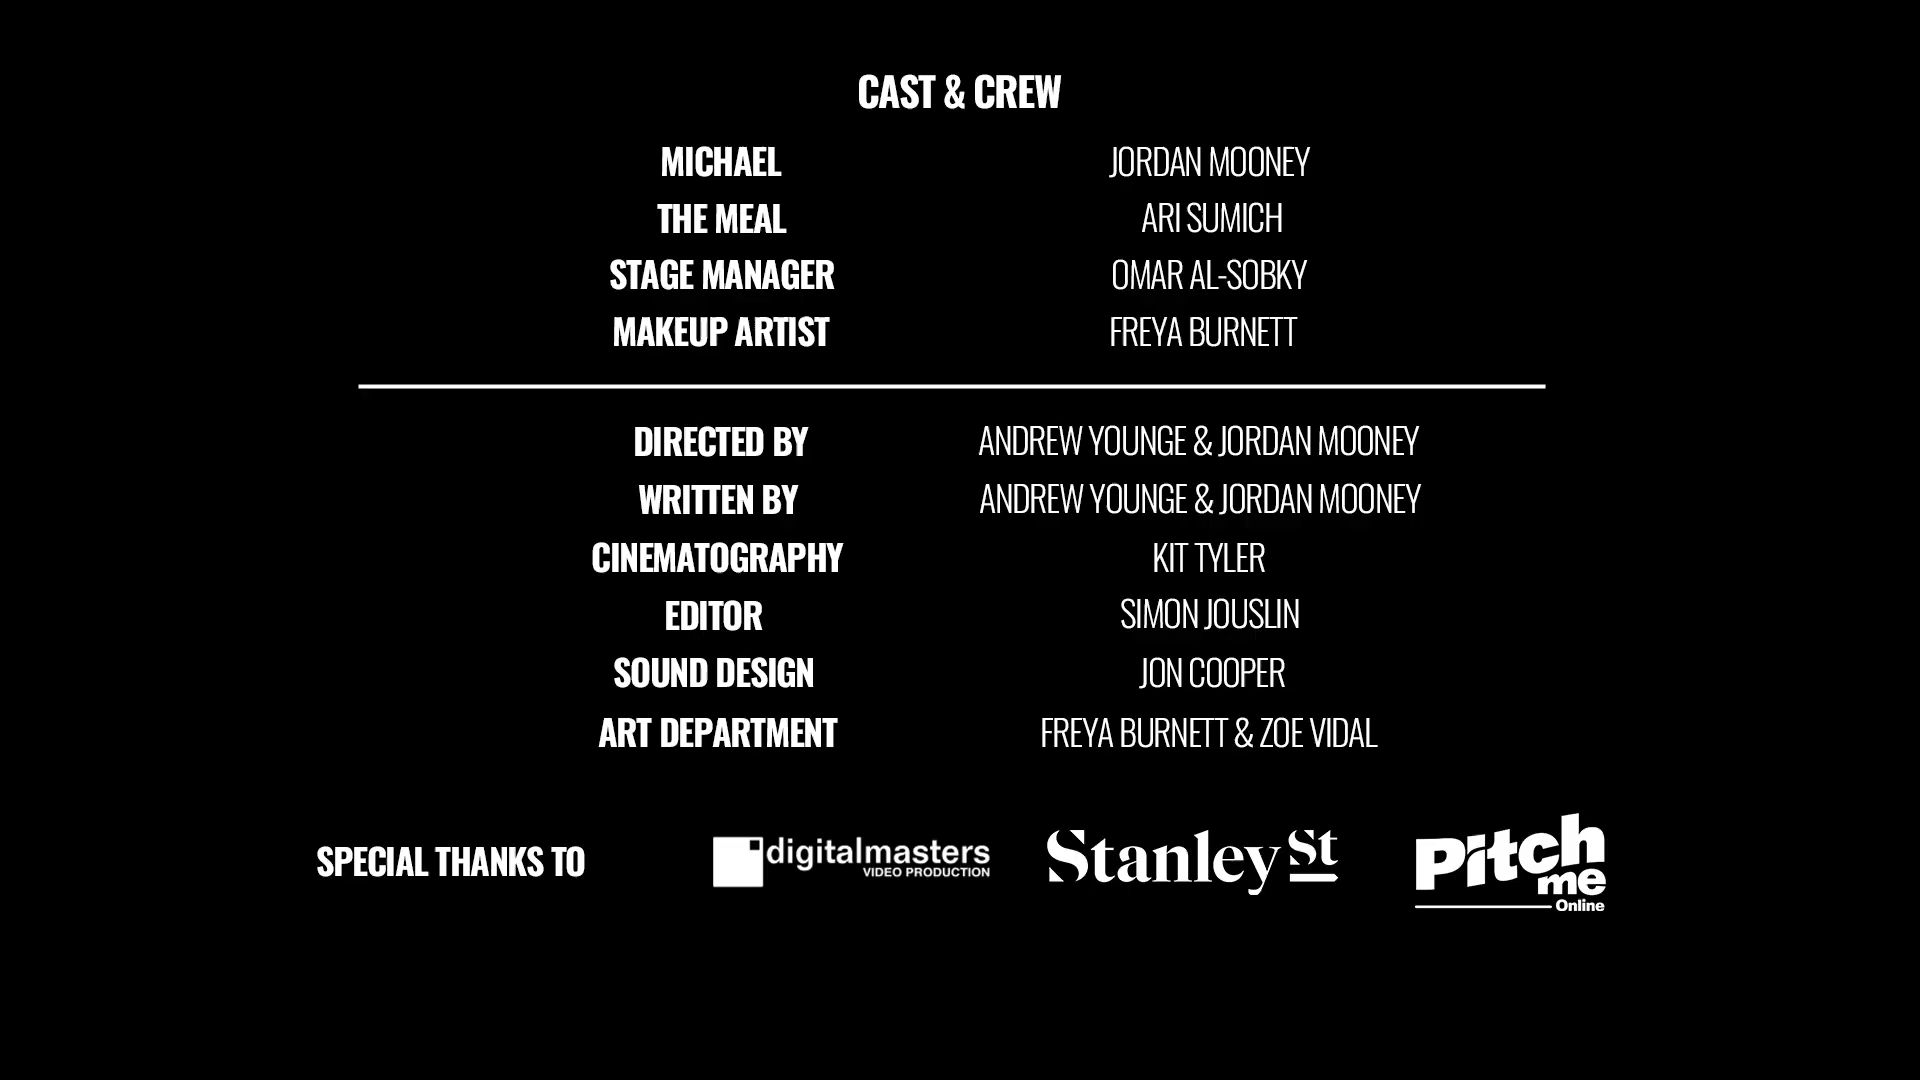 CAST & CREW
MICHAEL JORDAN MOONEY
THE MEAL ARI SUMICH
STAGE MANAGER OMAR AL-SOBKY
MAKEUP ARTIST FREYA BURNETT
DIRECTED BY ANDREW YOUNGE & JORDAN MOONEY
WRITTEN BY ANDREW YOUNGE & JORDAN MOONEY
CINEMATOGRAPHY KIT TYLER
EDITOR SIMON JOUSLIN
SOUND DESIGN JON COOPER
ART DEPARTMENT FREYA BURNETT & ZOE VIDAL
SPECIAL THANKS TO
digitalmasters
VIDEO PRODUCTION
Stanley St
Pitch
me
Online